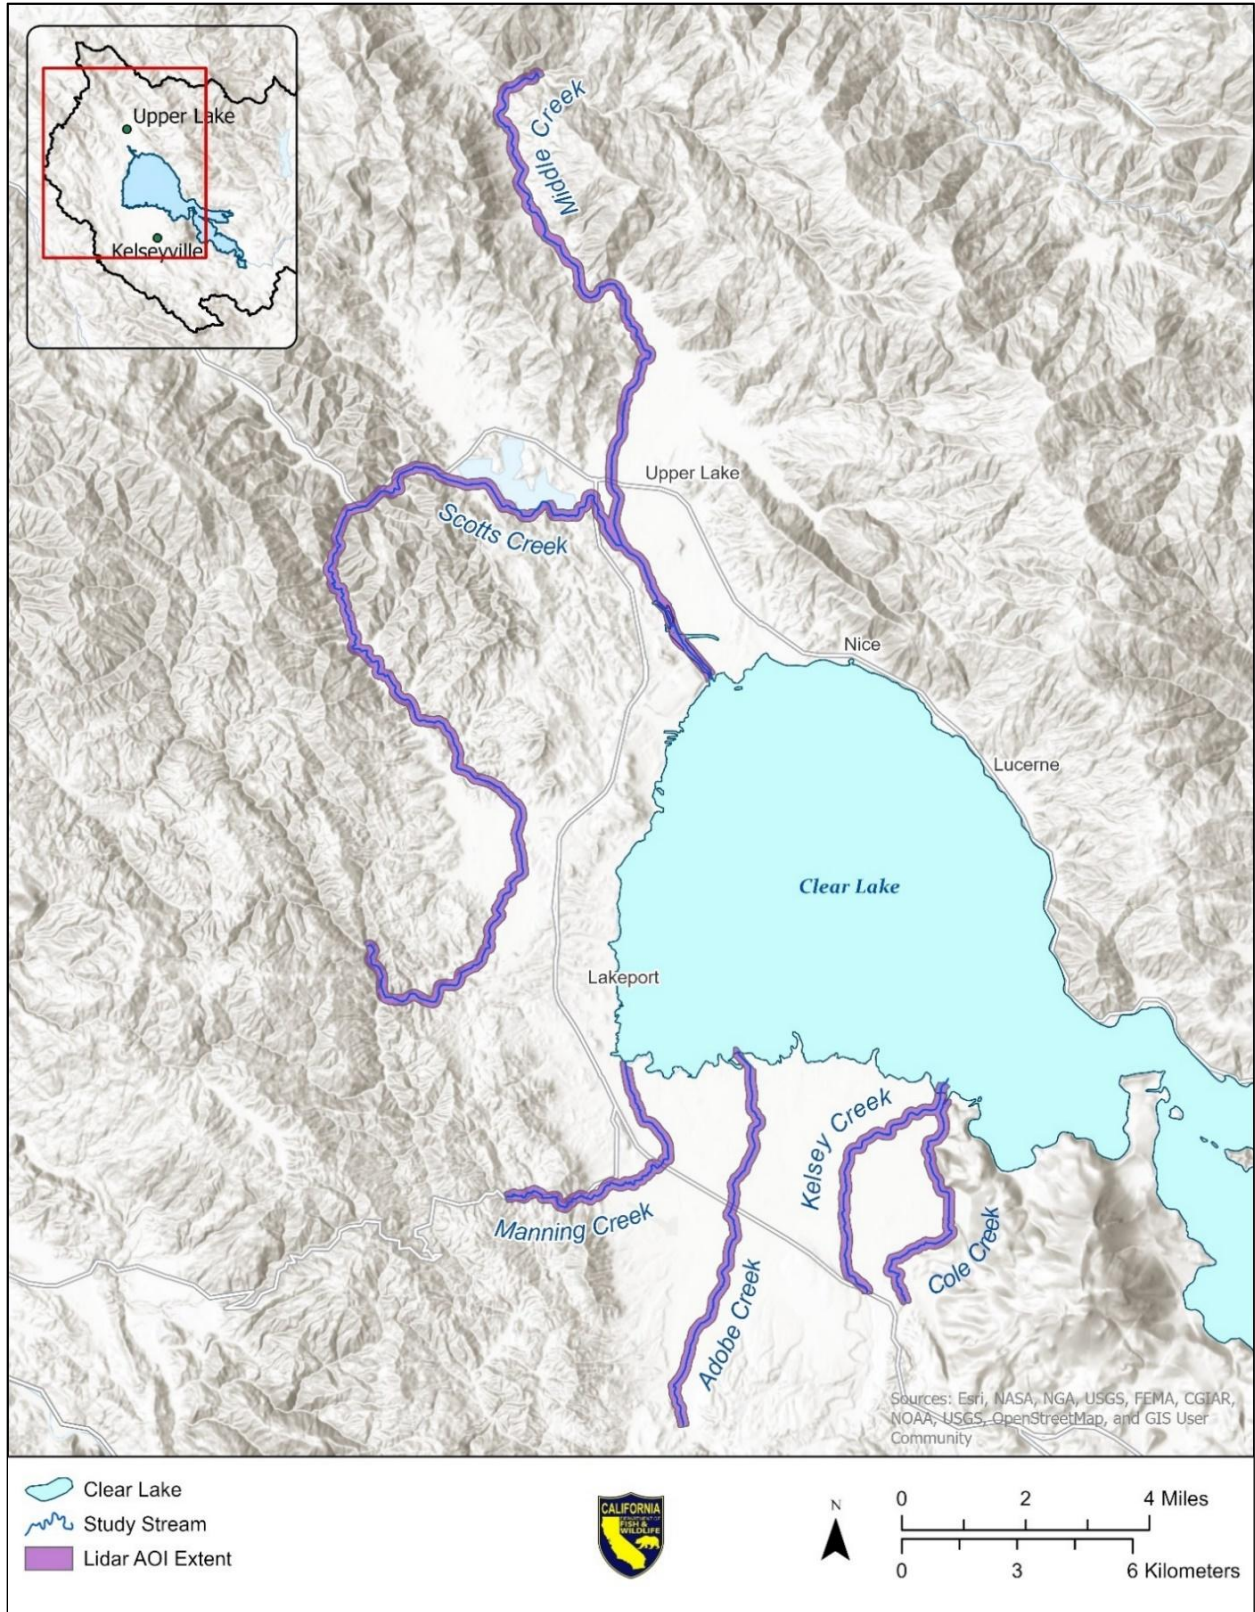 Upper Lake
Kelseyville
Middle Creek
Upper Lake
Scotts Creek
Nice
Lucerne
Clear Lake
Lakeport
Kelsey Creek
Manning Creek
Cole Creek
Adobe Creek
Sources: Esri, NASA, NGA, USGS, FEMA, CGIAR,
NOAA, USGS, OpenStreetMap, and GIS User
Community
Clear Lake
Study Stream
Lidar AOI Extent
CALIFORNIA
DEPARTMENT OF
FISH &
WILDLIFE
N
0 2 4 Miles
0 3 6 Kilometers